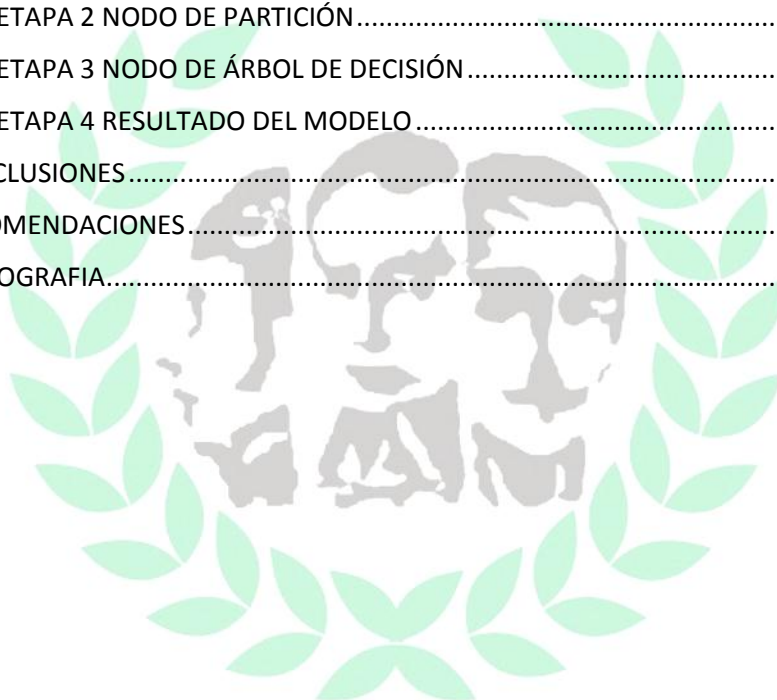 ETAPA 2 NODO DE PARTICIÓN....................................................................
ETAPA 3 NODO DE ÁRBOL DE DECISIÓN..................................................
ETAPA 4 RESULTADO DEL MODELO..........................................................
CLUSIONES.........................................................................................................
OMENDACIONES................................................................................................
OGRAFIA............................................................................................................